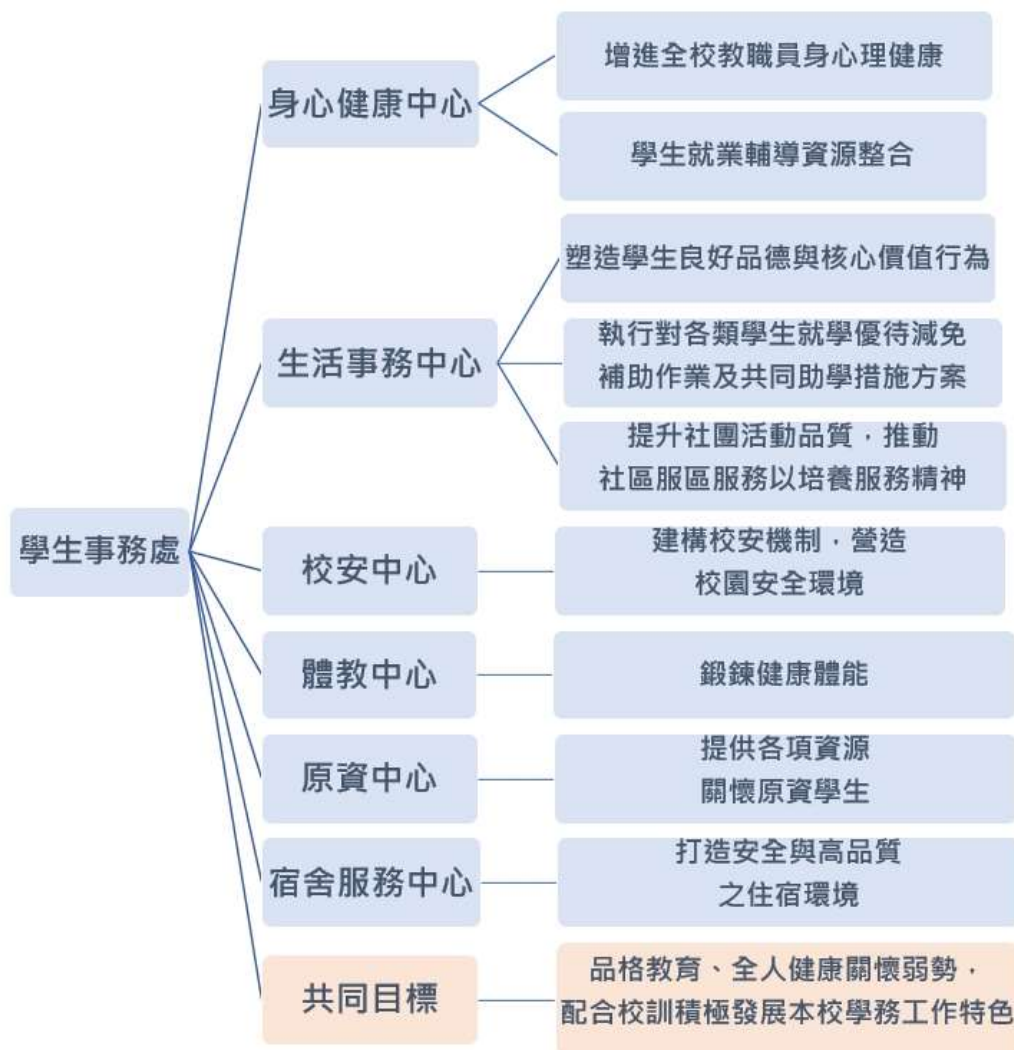 學生事務處
身心健康中心
增進全校教職員身心理健康
學生就業輔導資源整合
生活事務中心
塑造學生良好品德與核心價值行為
執行對各類學生就學優待減免
補助作業及共同助學措施方案
提升社團活動品質，推動
社區服區服務以培養服務精神
校安中心
建構校安機制，營造
校園安全環境
體教中心
鍛鍊健康體能
原資中心
提供各項資源
關懷原資學生
宿舍服務中心
打造安全與高品質
之住宿環境
共同目標
品格教育、全人健康關懷弱勢，
配合校訓積極發展本校學務工作特色